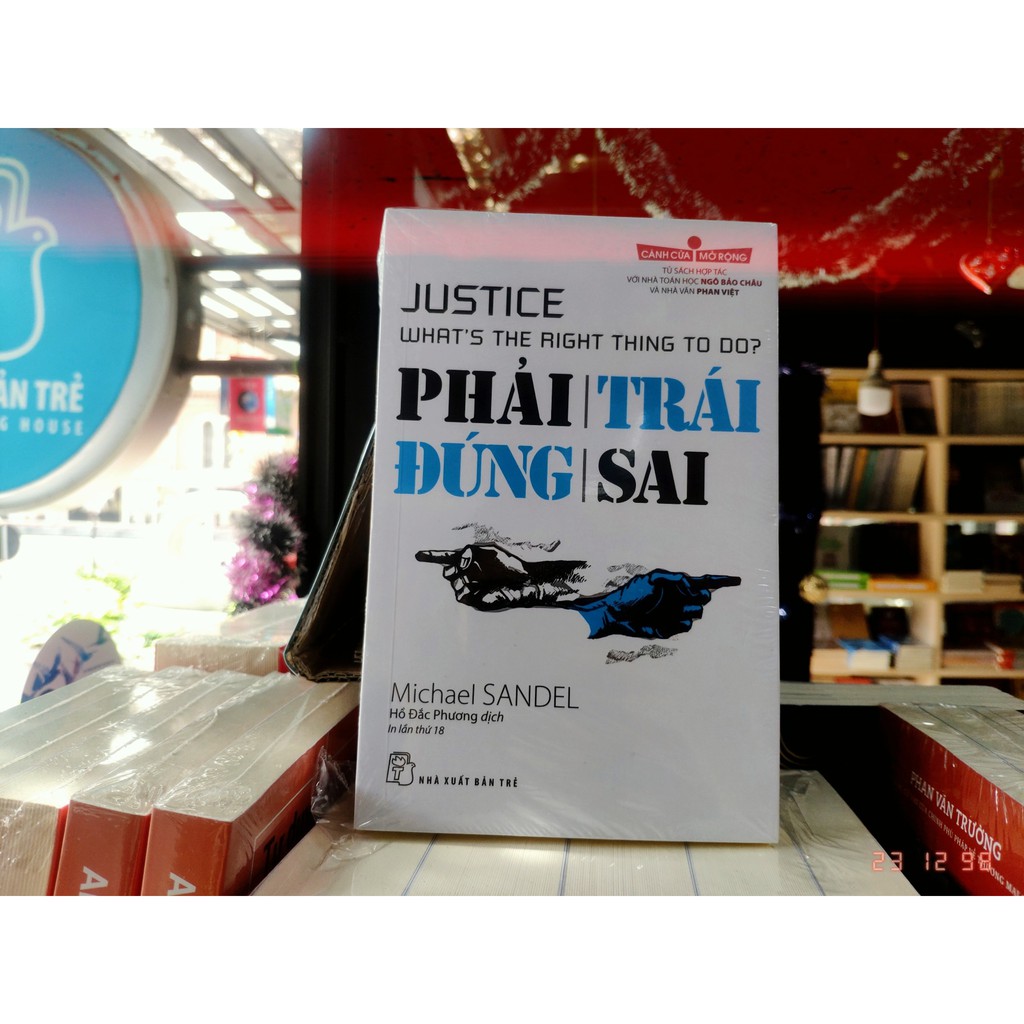 CÁNH CỬA MỞ RỘNG
TỦ SÁCH HỢP TÁC
VỚI NHÀ TOÁN HỌC NGÔ BẢO CHÂU
VÀ NHÀ VĂN PHAN VIỆT
JUSTICE
WHAT'S THE RIGHT THING TO DO?
PHẢI TRÁI
ĐÚNG SAI
Michael SANDEL
Hồ Đắc Phương dịch
In lần thứ 18
NHÀ XUẤT BẢN TRẺ
ẢN TRẺ
G HOUSE
PHAN VĂN TRƯỜNG
23 12 98